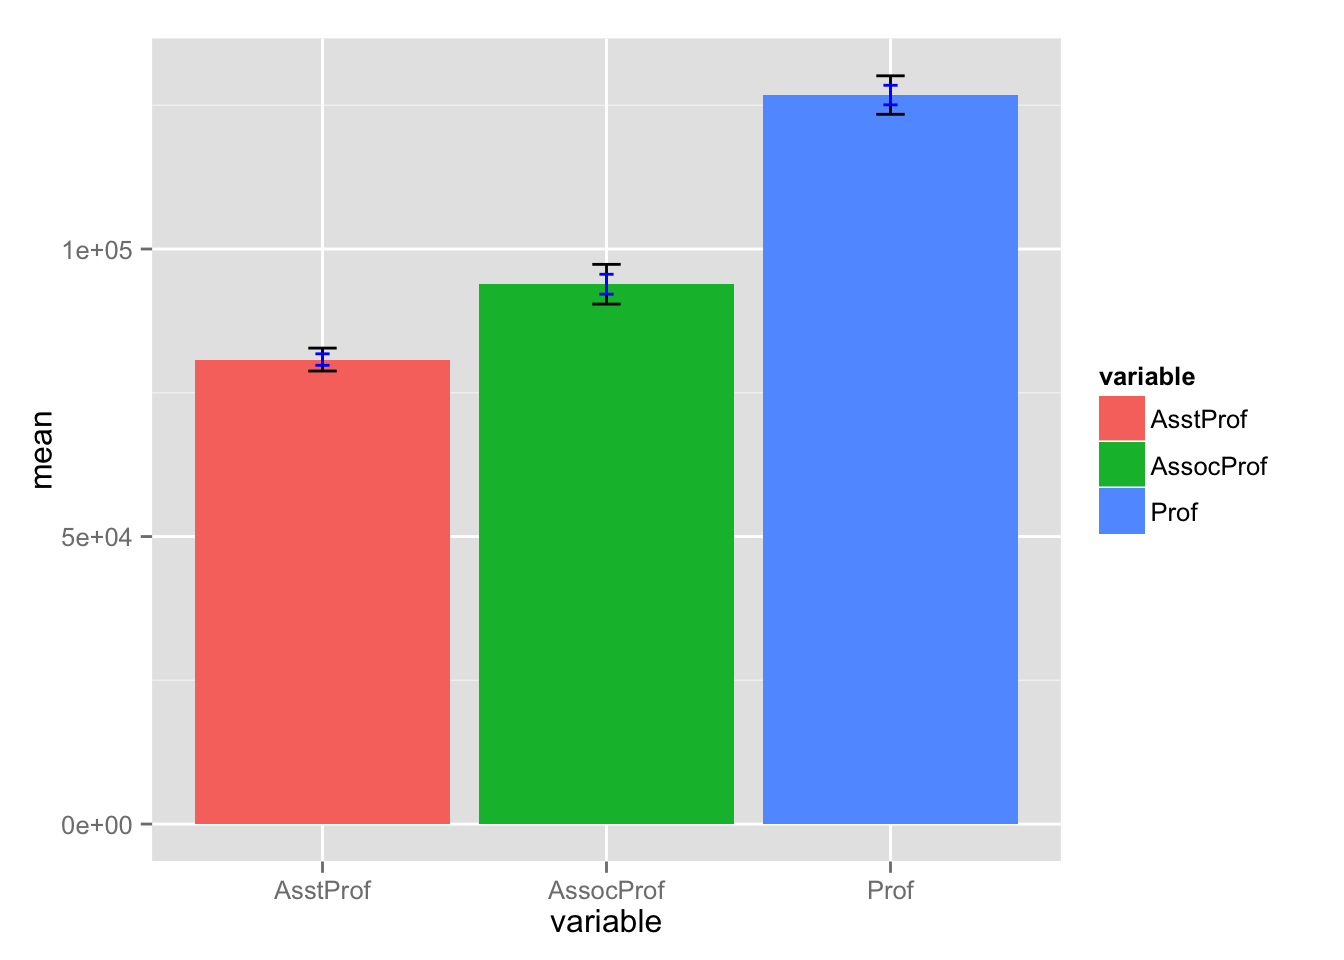 mean
1e+05
5e+04
0e+00
AsstProf
AssocProf
Prof
variable
variable
AsstProf
AssocProf
Prof